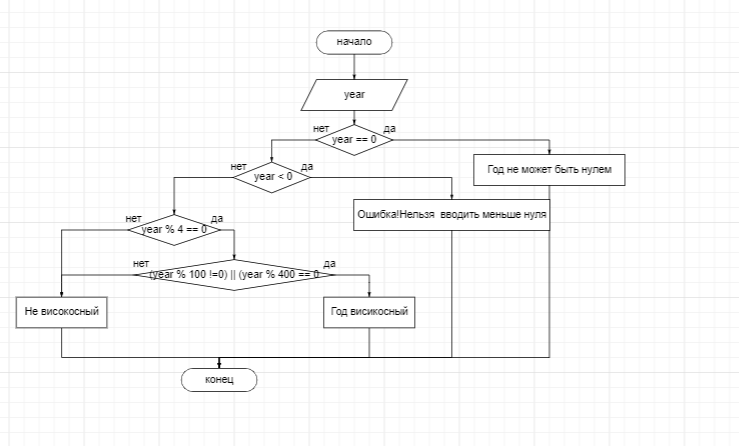 начало
year
нет
да
year == 0
Год не может быть нулем
нет
да
year < 0
Ошибка!Нельзя вводить меньше нуля
нет
да
year % 4 == 0
нет
да
(year % 100 !=0) || (year % 400 == 0
Не високосный
Год висикосный
конец